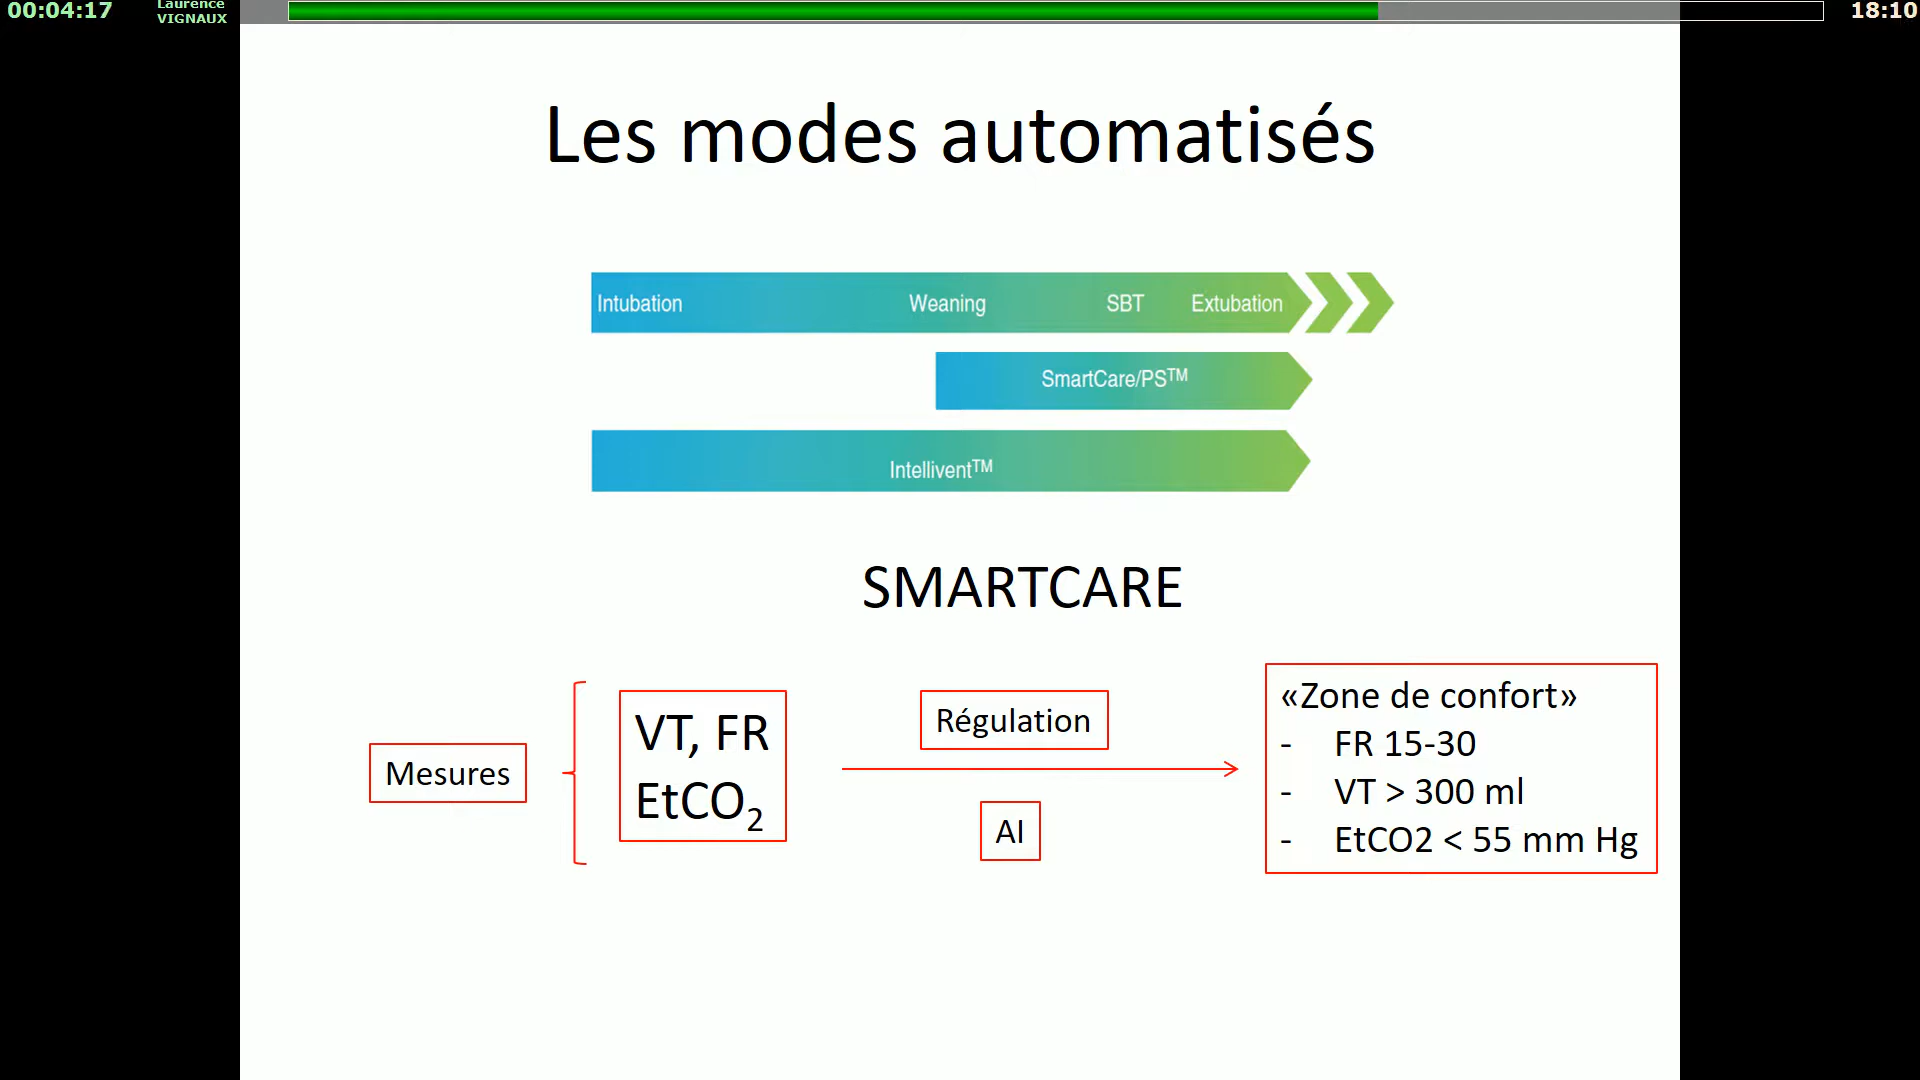 00:04:17
Laurence
VIGNAUX
18:10
Les modes automatisés
Intubation Weaning SBT Extubation
SmartCare/PS™
Intellivent™
SMARTCARE
Mesures
VT, FR
EtCO₂
Régulation
AI
«Zone de confort»
- FR 15-30
- VT > 300 ml
- EtCO2 < 55 mm Hg